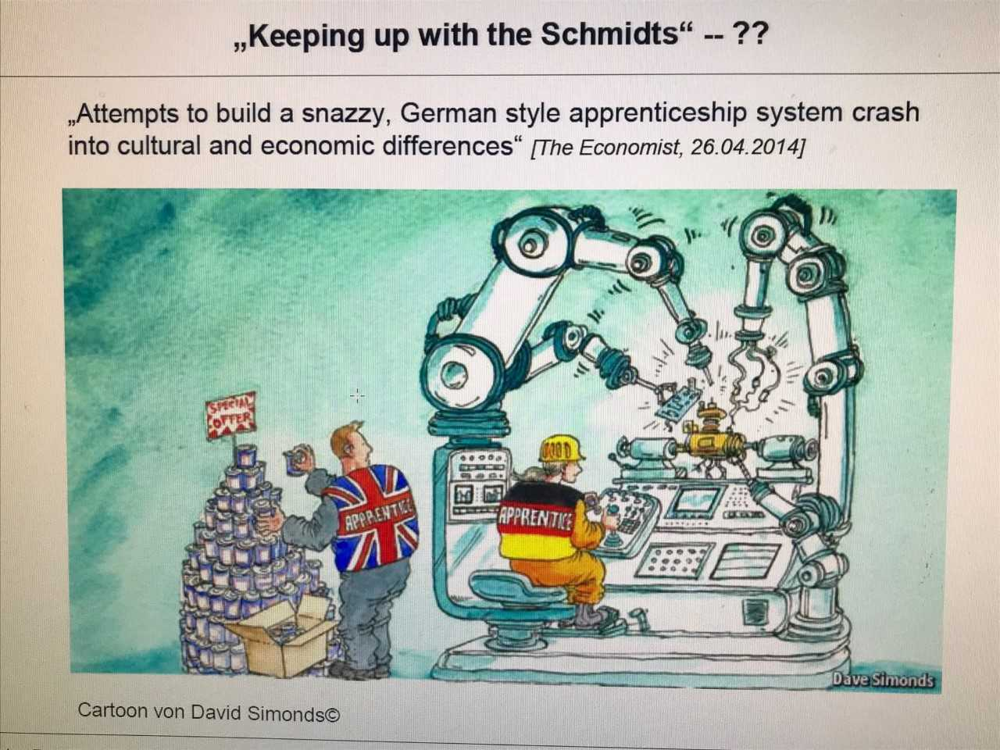 „Keeping up with the Schmidts“ -- ??
„Attempts to build a snazzy, German style apprenticeship system crash
into cultural and economic differences“ [The Economist, 26.04.2014]
SPECIAL
OFFER
APPRENTICE
APPRENTICE
Dave Simonds
Cartoon von David Simonds©